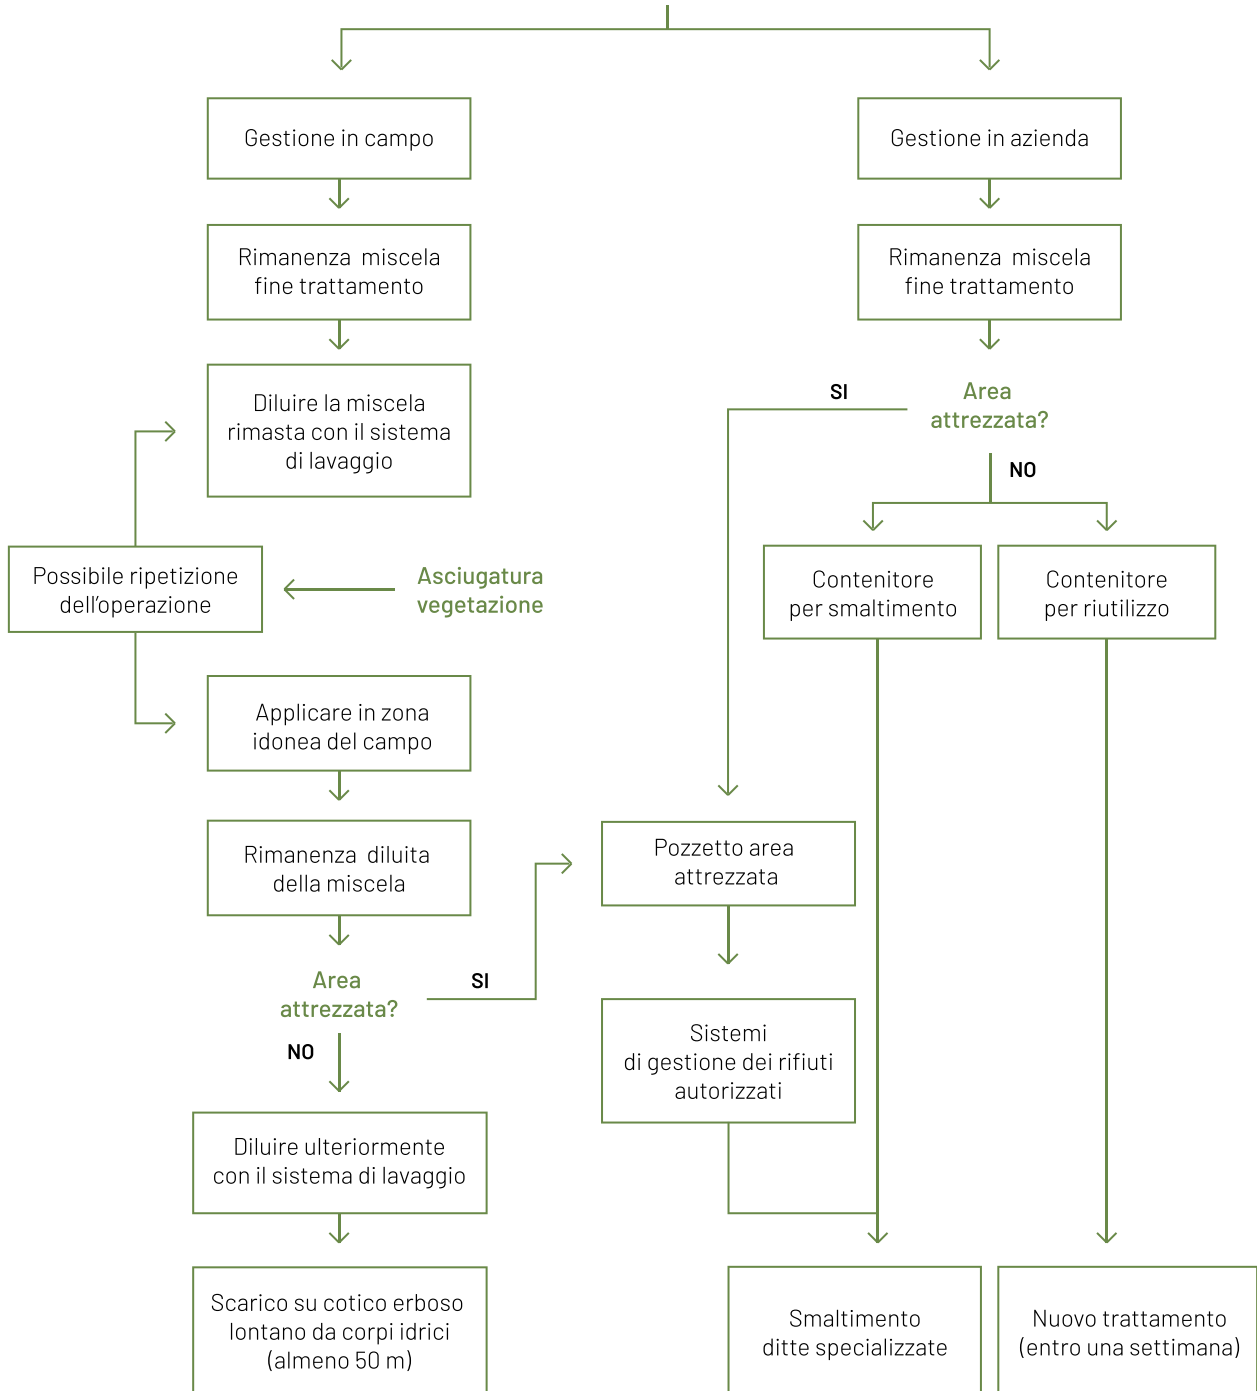 Gestione in campo
Gestione in azienda
Rimanenza miscela
fine trattamento
Rimanenza miscela
fine trattamento
Diluire la miscela
rimasta con il sistema
di lavaggio
SI
Area
attrezzata?
NO
Possibile ripetizione
dell'operazione
Asciugatura
vegetazione
Contenitore
per smaltimento
Contenitore
per riutilizzo
Applicare in zona
idonea del campo
Rimanenza diluita
della miscela
Pozzetto area
attrezzata
Area
attrezzata?
SI
NO
Sistemi
di gestione dei rifiuti
autorizzati
Diluire ulteriormente
con il sistema di lavaggio
Scarico su cotico erboso
lontano da corpi idrici
(almeno 50 m)
Smaltimento
ditte specializzate
Nuovo trattamento
(entro una settimana)